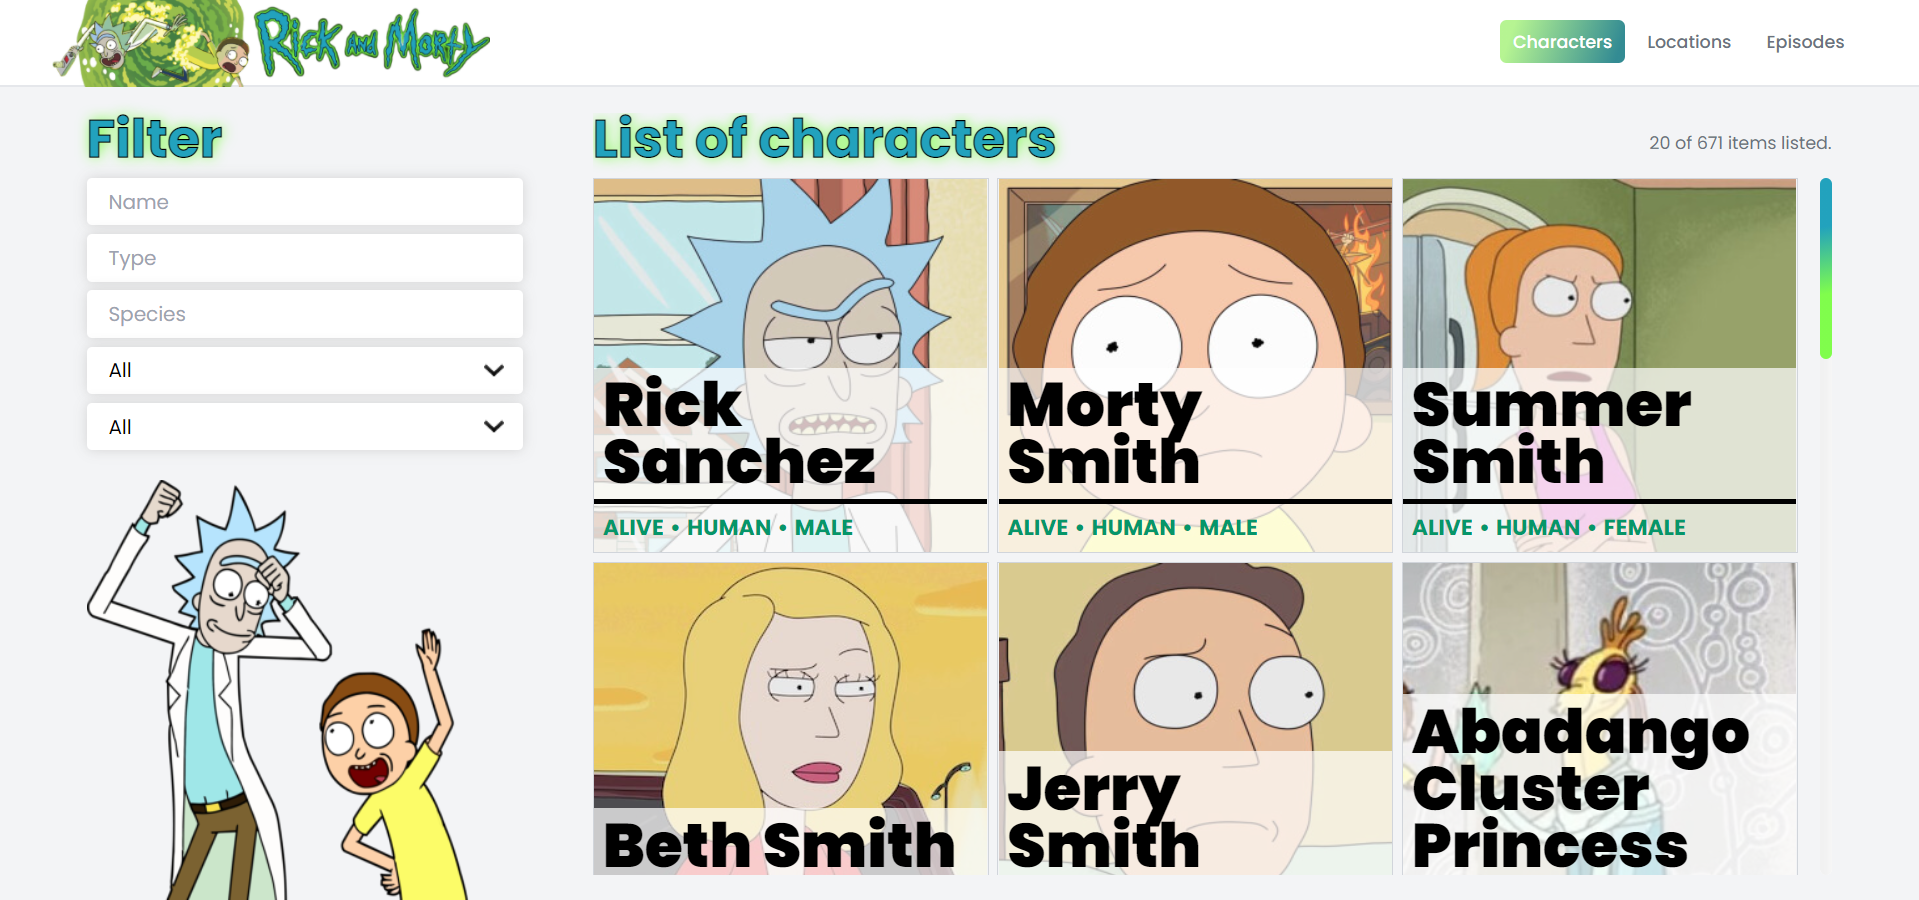 Rick and Morty
Characters
Locations
Episodes
Filter
Name
Type
Species
All
All
List of characters
20 of 671 items listed.
Rick
Sanchez
ALIVE • HUMAN • MALE
Morty
Smith
ALIVE • HUMAN • MALE
Summer
Smith
ALIVE • HUMAN • FEMALE
Beth Smith
Jerry
Smith
Abadango
Cluster
Princess